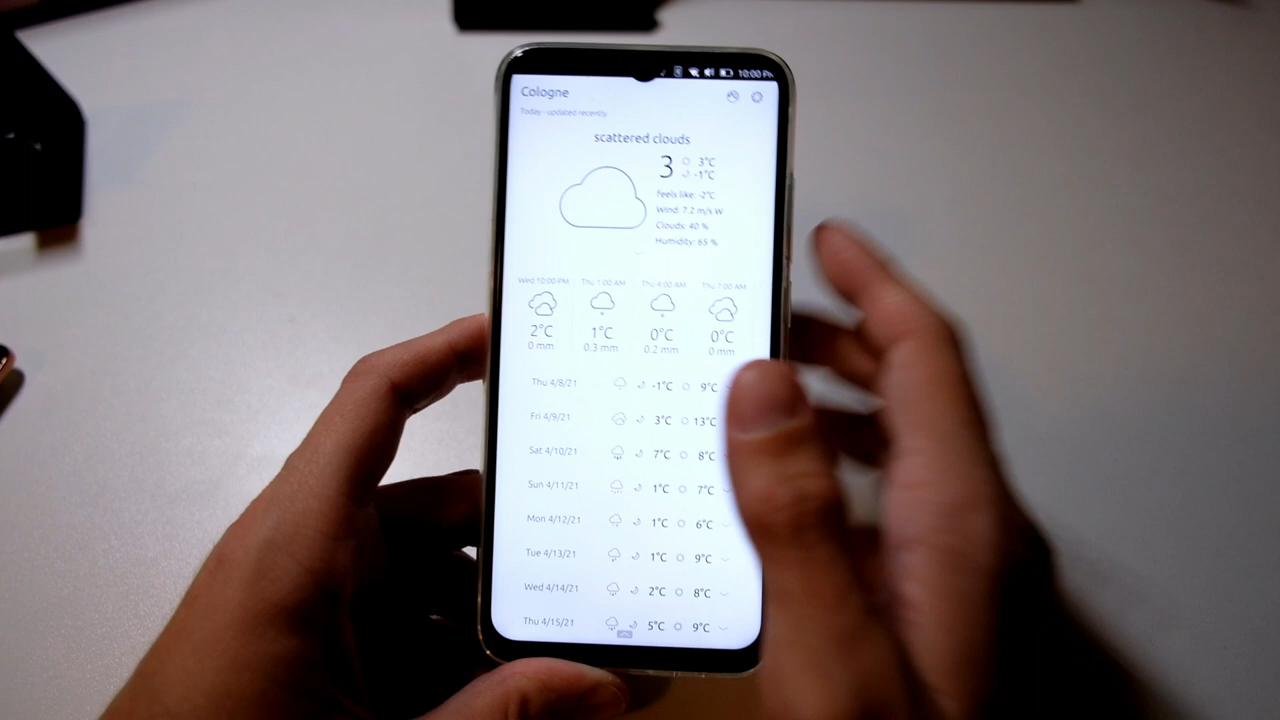 10:00 PM
Cologne
Today - updated recently
scattered clouds
3
3°C
-1°C
Feels like: -2°C
Wind: 7.2 m/s W
Clouds: 40 %
Humidity: 65 %
Wed 10:00 PM Thu 1:00 AM Thu 4:00 AM Thu 7:00 AM
2°C 1°C 0°C 0°C
0 mm 0.3 mm 0.2 mm 0 mm
Thu 4/8/21 -1°C 9°C
Fri 4/9/21 3°C 13°C
Sat 4/10/21 7°C 8°C
Sun 4/11/21 1°C 7°C
Mon 4/12/21 1°C 6°C
Tue 4/13/21 1°C 9°C
Wed 4/14/21 2°C 8°C
Thu 4/15/21 5°C 9°C